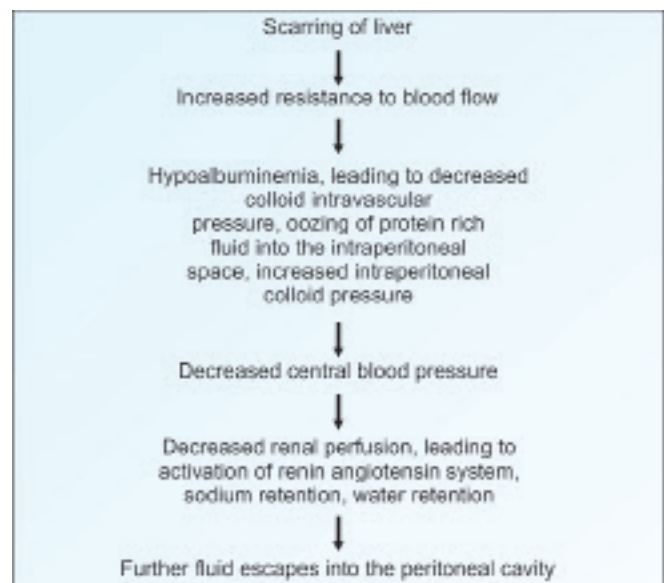 Scarring of liver
Increased resistance to blood flow
Hypoalbuminemia, leading to decreased
colloid intravascular
pressure, oozing of protein rich
fluid into the intraperitoneal
space, increased intraperitoneal
colloid pressure
Decreased central blood pressure
Decreased renal perfusion, leading to
activation of renin angiotensin system,
sodium retention, water retention
Further fluid escapes into the peritoneal cavity